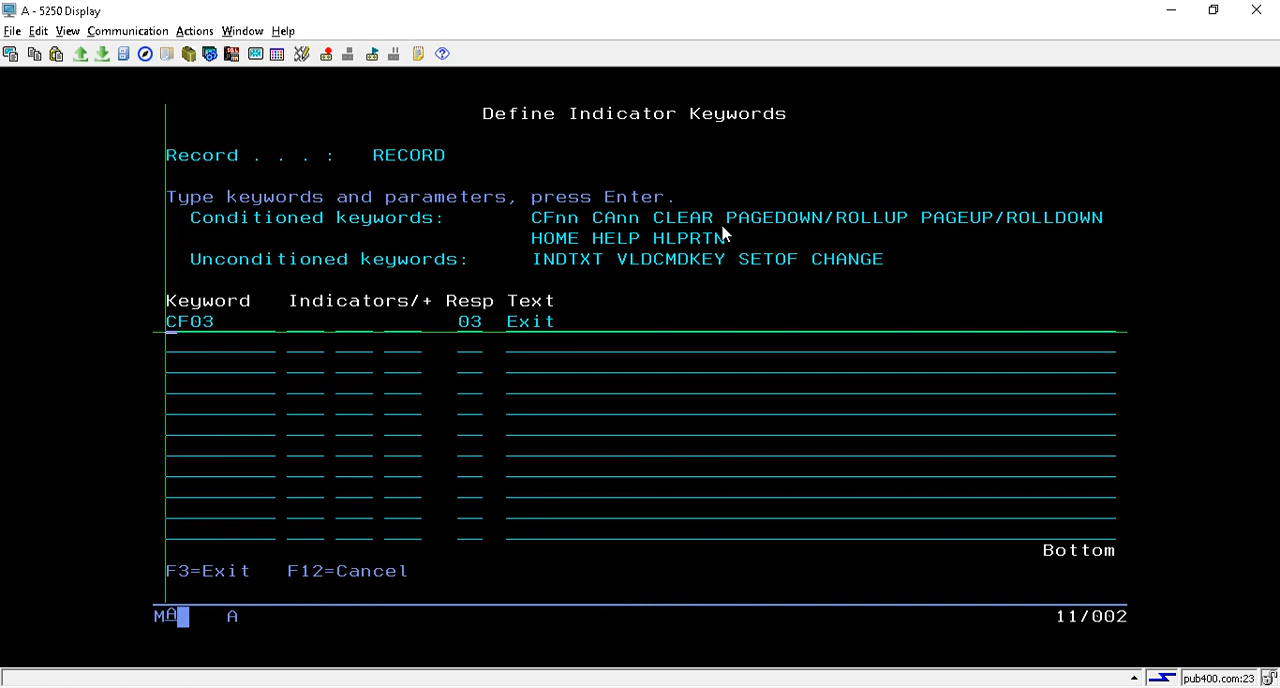 A - 5250 Display
File Edit View Communication Actions Window Help
Define Indicator Keywords
Record . . . : RECORD
Type keywords and parameters, press Enter.
Conditioned keywords: CFnn CAnn CLEAR PAGEDOWN/ROLLUP PAGEUP/ROLLDOWN
HOME HELP HLPRTN
Unconditioned keywords: INDTXT VLDCMDKEY SETOF CHANGE
Keyword Indicators/+ Resp Text
CF03 03 Exit
Bottom
F3=Exit F12=Cancel
MA A 11/002
pub400.com:23